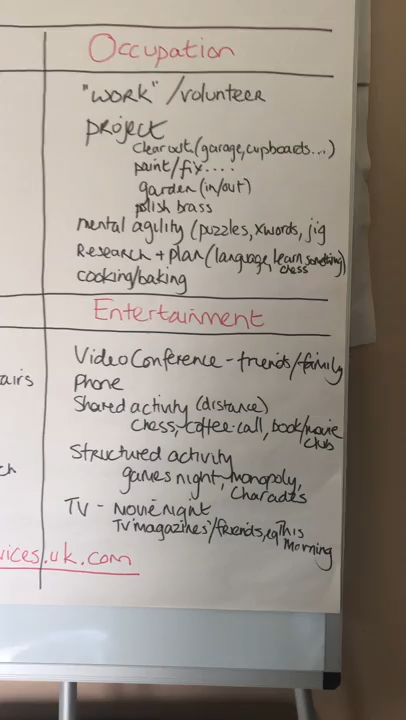 Occupation
"WORK" /volunteer
project
clear out (garage, cupboards...)
paint/fix....
garden (in/out)
polish brass
mental agility (puzzles, xwords, jig
Research + plan (language, learn something)
chess
cooking/baking
Entertainment
Video Conference - friends/family
airs
Phone
Shared activity (distance)
chess, coffee-call, book/movie
club
Structured activity
ch
games night, monopoly,
charades
TV - Movie night
TV magazines/friends, eg This
Morning
vices.uk.com